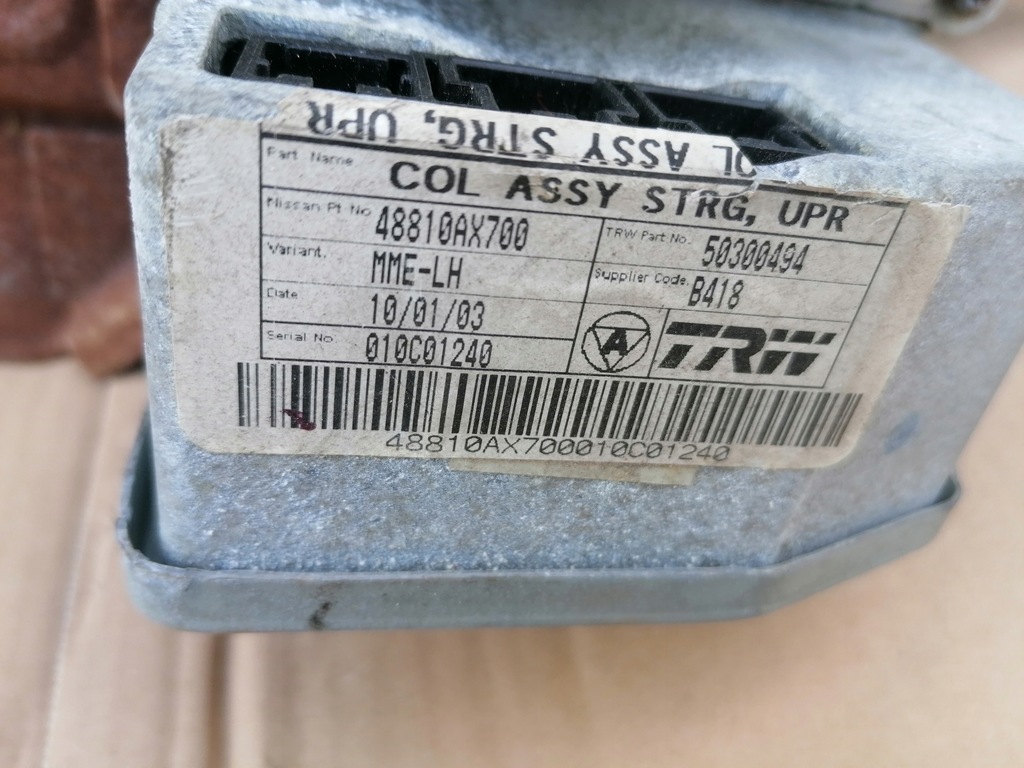 COL ASSY STRG, UPR
Part Name
COL ASSY STRG, UPR
Nissan Pt No 48810AX700
TRW Part No. 50300494
Variant. MME-LH
Supplier Code. B418
Date 10/01/03
A TRW
Serial No 010C01240
48810AX700010C01240